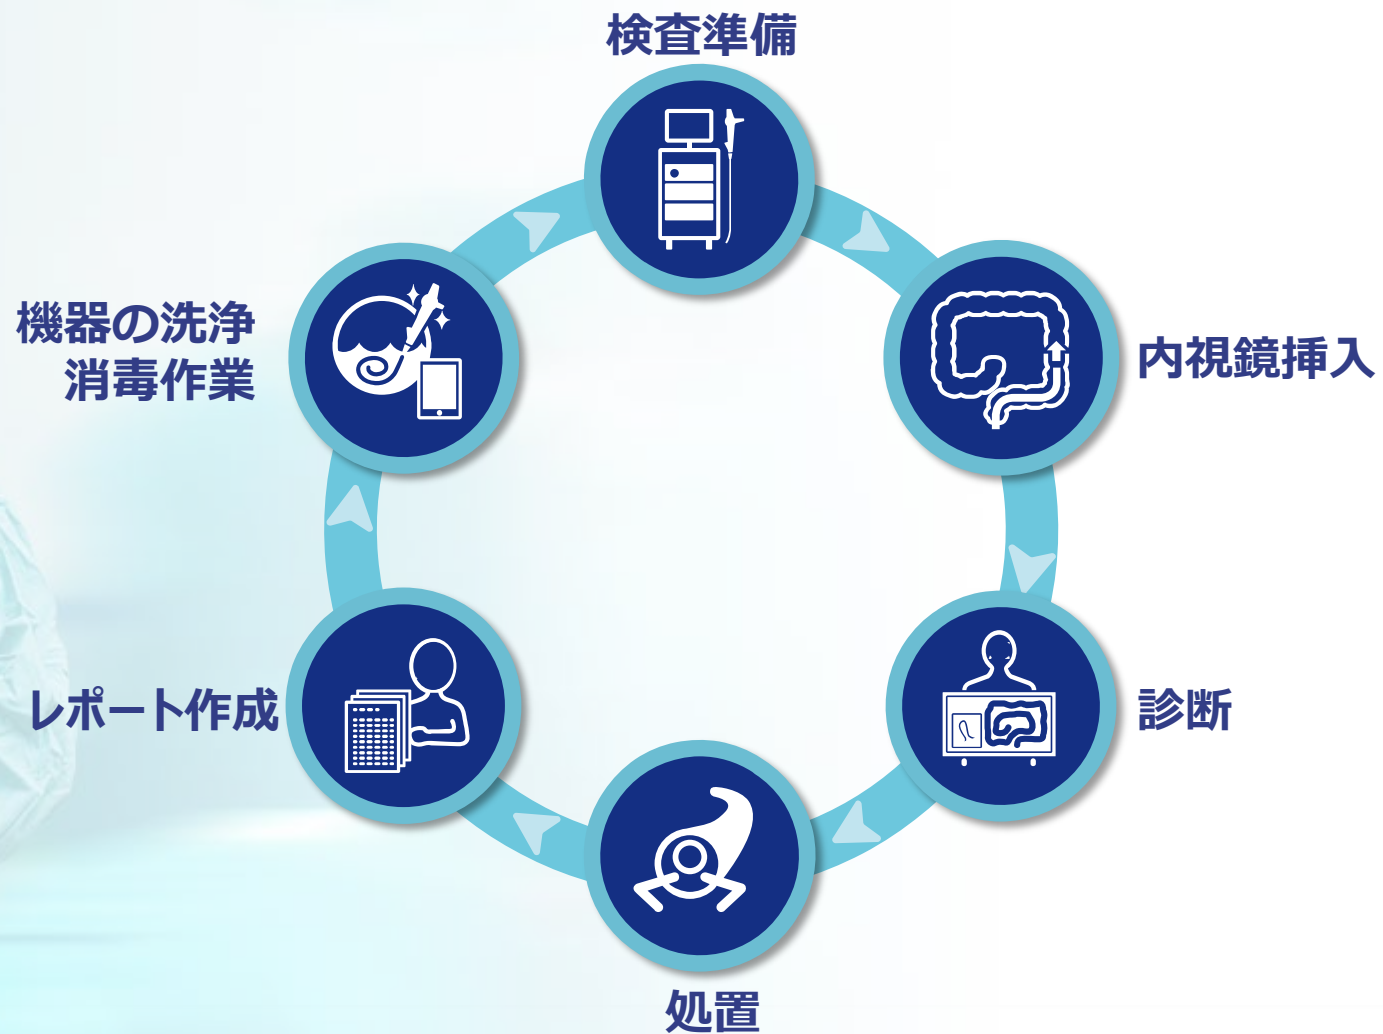 検査準備
内視鏡挿入
診断
処置
レポート作成
機器の洗浄
消毒作業